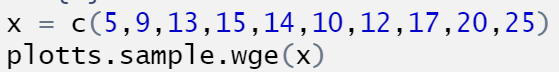 x = c(5,9,13,15,14,10,12,17,20,25)
plotts.sample.wge(x)